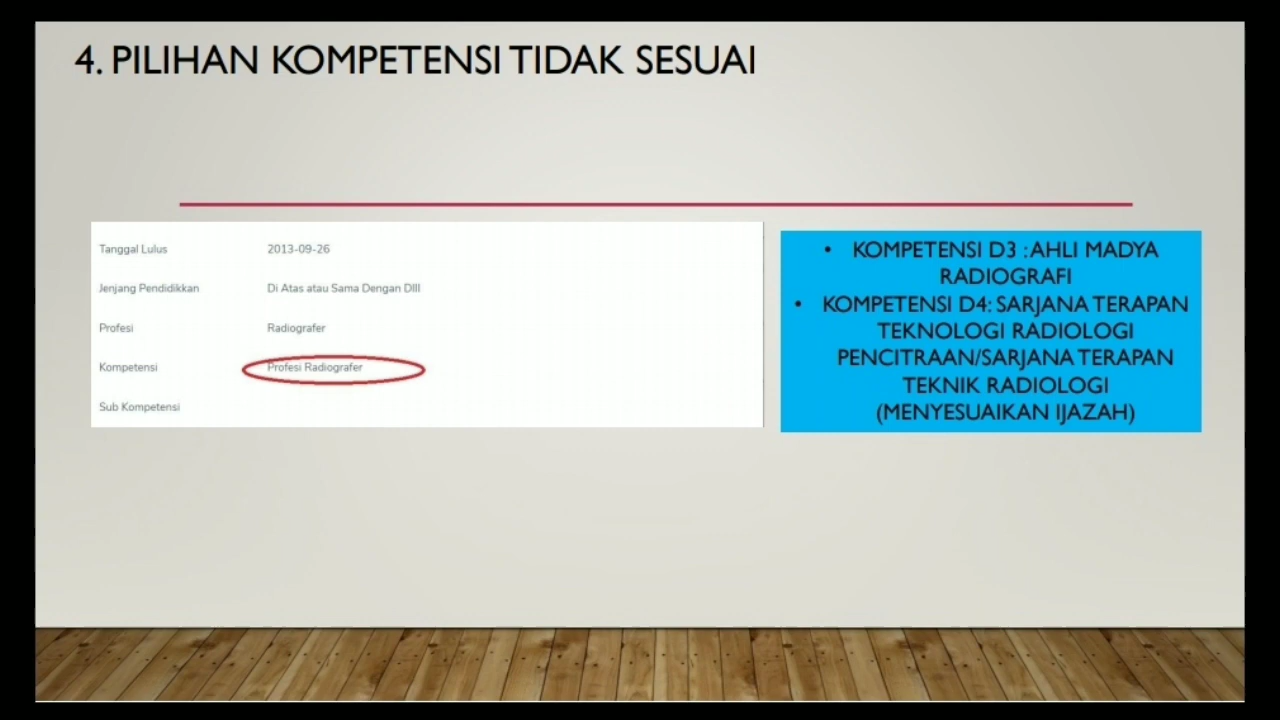 4. PILIHAN KOMPETENSI TIDAK SESUAI
Tanggal Lulus 2013-09-26
Jenjang Pendidikkan Di Atas atau Sama Dengan DIII
Profesi Radiografer
Kompetensi Profesi Radiografer
Sub Kompetensi
• KOMPETENSI D3 : AHLI MADYA
RADIOGRAFI
• KOMPETENSI D4: SARJANA TERAPAN
TEKNOLOGI RADIOLOGI
PENCITRAAN/SARJANA TERAPAN
TEKNIK RADIOLOGI
(MENYESUAIKAN IJAZAH)